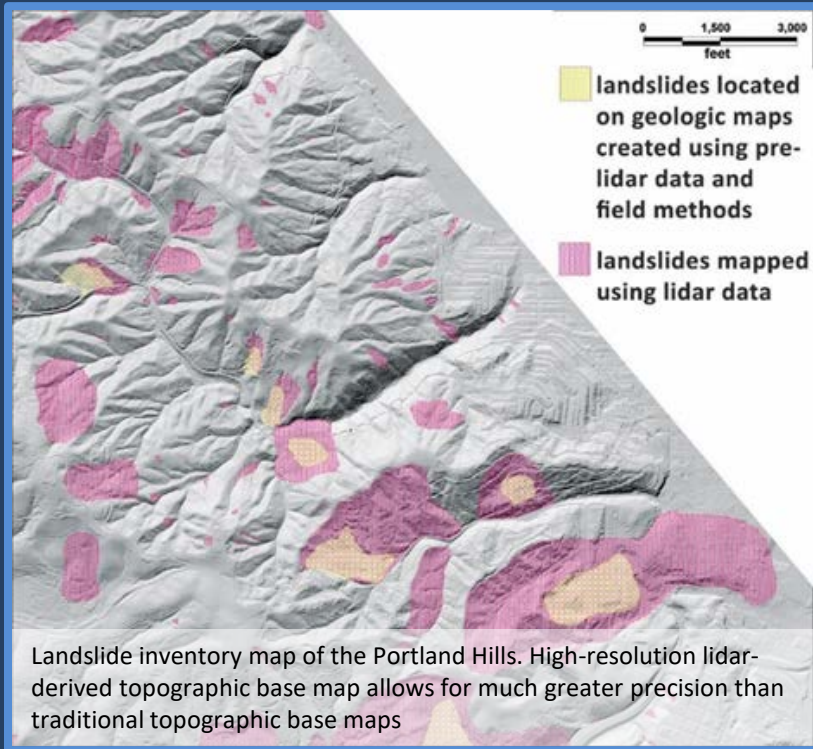 0 1,500 3,000
feet
landslides located
on geologic maps
created using pre-
lidar data and
field methods
landslides mapped
using lidar data
Landslide inventory map of the Portland Hills. High-resolution lidar-
derived topographic base map allows for much greater precision than
traditional topographic base maps